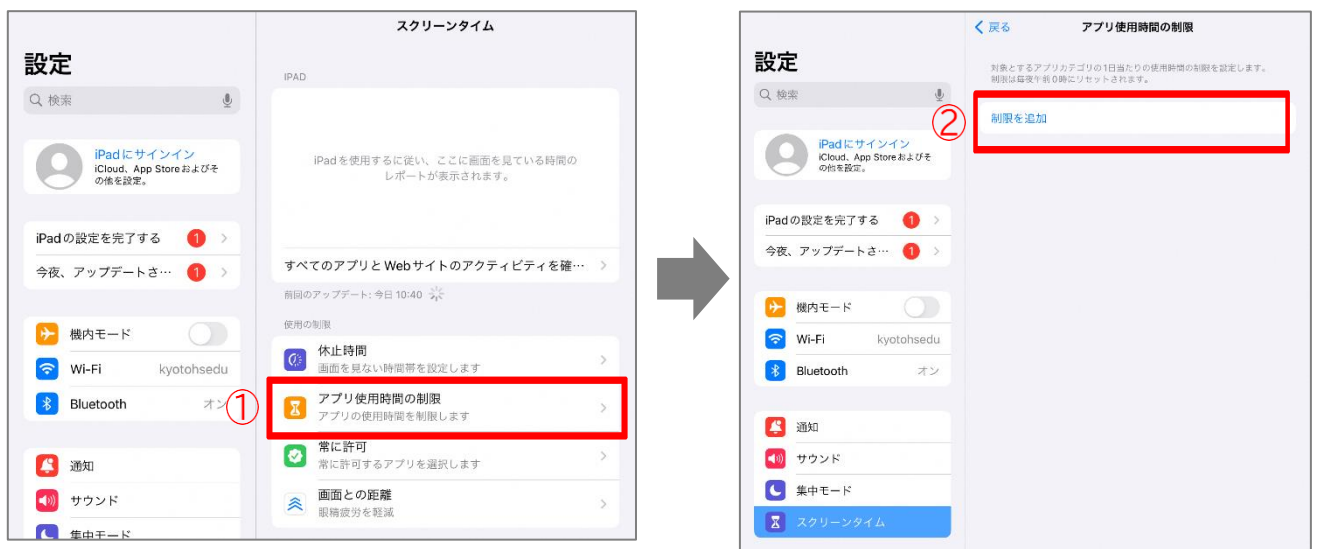 設定
検索
iPadにサインイン
iCloud、App Storeおよびそ
の他を設定。
iPadの設定を完了する 1
今夜、アップデートさ… 1
機内モード
Wi-Fi kyotohsedu
Bluetooth オン
通知
サウンド
集中モード
スクリーンタイム
IPAD
iPadを使用するに従い、ここに画面を見ている時間の
レポートが表示されます。
すべてのアプリとWebサイトのアクティビティを確…
前回のアップデート: 今日 10:40
使用の制限
休止時間
画面を見ない時間帯を設定します
①
アプリ使用時間の制限
アプリの使用時間を制限します
常に許可
常に許可するアプリを選択します
画面との距離
眼精疲労を軽減
設定
検索
iPadにサインイン
iCloud、App Storeおよびそ
の他を設定。
iPadの設定を完了する 1
今夜、アップデートさ… 1
機内モード
Wi-Fi kyotohsedu
Bluetooth オン
通知
サウンド
集中モード
スクリーンタイム
戻る アプリ使用時間の制限
対象とするアプリカテゴリの1日当たりの使用時間の制限を設定します。
制限は毎夜午前0時にリセットされます。
②
制限を追加